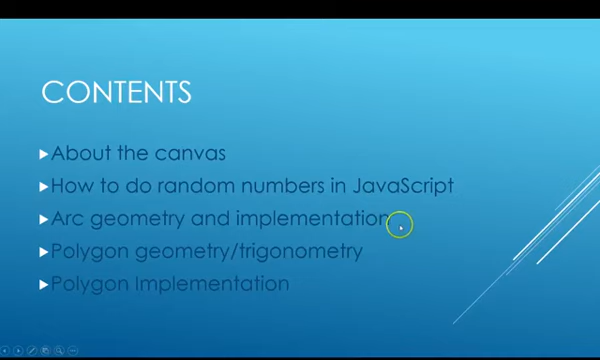 CONTENTS
About the canvas
How to do random numbers in JavaScript
Arc geometry and implementation
Polygon geometry/trigonometry
Polygon Implementation